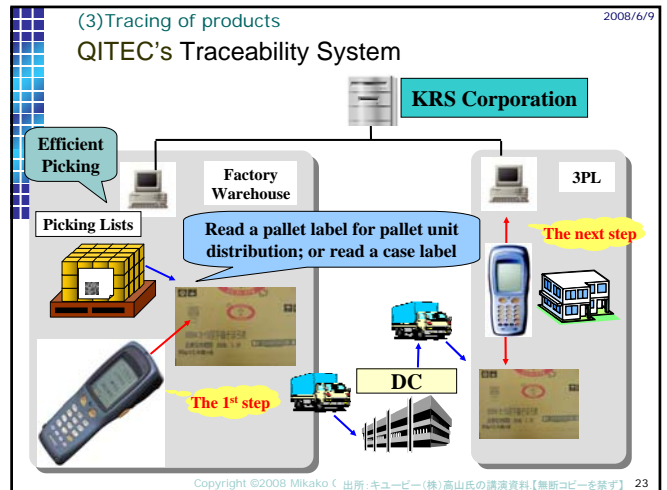 (3)Tracing of products
2008/6/9
QITEC's Traceability System
KRS Corporation
Efficient
Picking
Factory
Warehouse
3PL
Picking Lists
Read a pallet label for pallet unit
distribution; or read a case label
The next step
The 1st step
DC
Copyright ©2008 Mikako
出所:キユーピー(株)高山氏の講演資料.【無断コピーを禁ず】 23